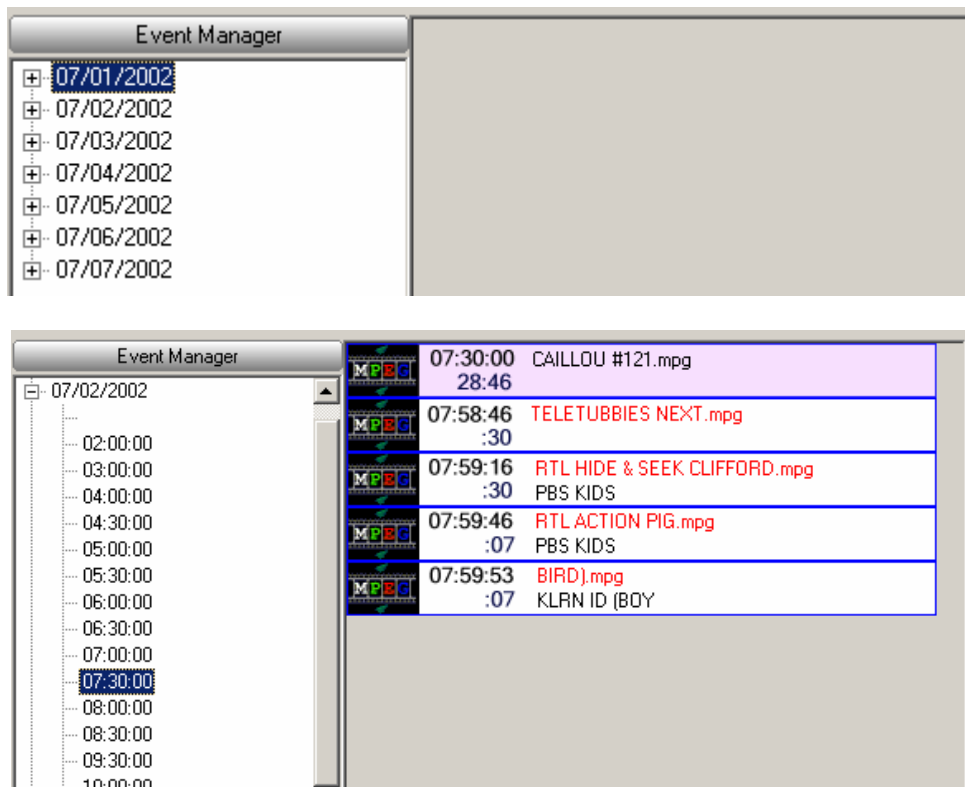 Event Manager
07/01/2002
07/02/2002
07/03/2002
07/04/2002
07/05/2002
07/06/2002
07/07/2002
Event Manager
07/02/2002
02:00:00
03:00:00
04:00:00
04:30:00
05:00:00
05:30:00
06:00:00
06:30:00
07:00:00
07:30:00
08:00:00
08:30:00
09:30:00
10:00:00
MPEG 07:30:00 CAILLOU #121.mpg
28:46
MPEG 07:58:46 TELETUBBIES NEXT.mpg
:30
MPEG 07:59:16 RTL HIDE & SEEK CLIFFORD.mpg
:30 PBS KIDS
MPEG 07:59:46 RTL ACTION PIG.mpg
:07 PBS KIDS
MPEG 07:59:53 BIRD).mpg
:07 KLRN ID (BOY